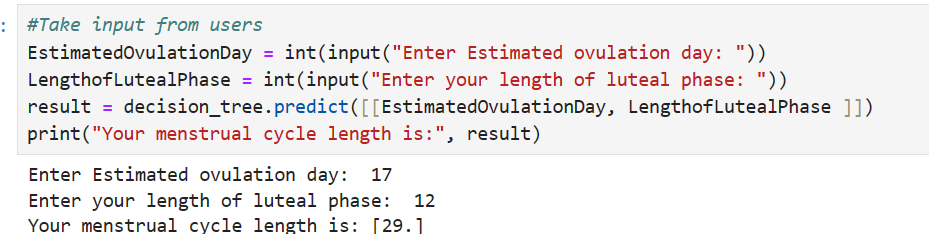 :
#Take input from users
EstimatedOvulationDay = int(input("Enter Estimated ovulation day: "))
LengthofLutealPhase = int(input("Enter your length of luteal phase: "))
result = decision_tree.predict([[EstimatedOvulationDay, LengthofLutealPhase ]])
print("Your menstrual cycle length is:", result)
Enter Estimated ovulation day:  17
Enter your length of luteal phase:  12
Your menstrual cycle length is: [29.]